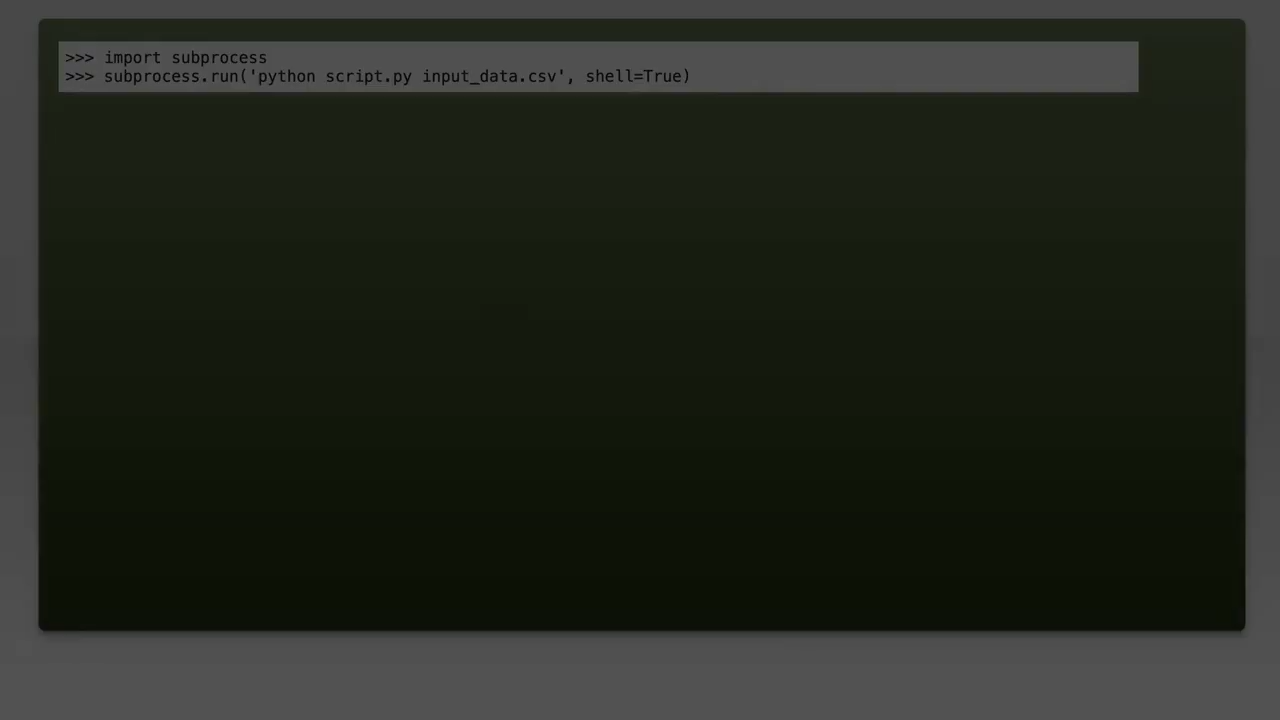 >>> import subprocess
>>> subprocess.run('python script.py input_data.csv', shell=True)